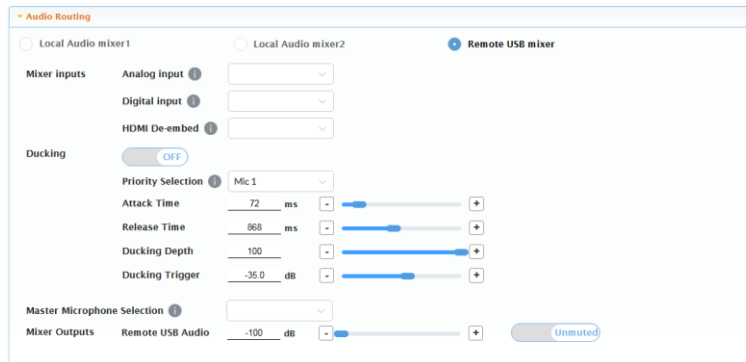 Audio Routing
Local Audio mixer1 Local Audio mixer2 Remote USB mixer
Mixer inputs Analog input i
Digital input i
HDMI De-embed i
Ducking OFF
Priority Selection i Mic 1
Attack Time 72 ms - +
Release Time 868 ms - +
Ducking Depth 100 - +
Ducking Trigger -35.0 dB - +
Master Microphone Selection i
Mixer Outputs Remote USB Audio -100 dB - + Unmuted